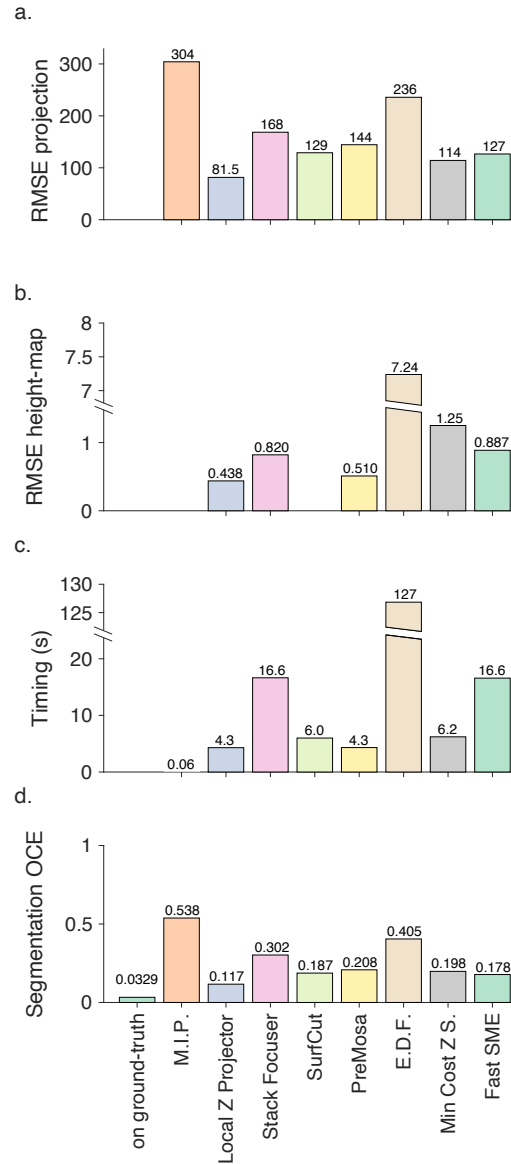 a.
RMSE projection
300
200
100
0
304
81.5
168
129
144
236
114
127
b.
RMSE height-map
8
7.5
7
1
0
0.438
0.820
0.510
7.24
1.25
0.887
c.
Timing (s)
130
125
20
10
0
0.06
4.3
16.6
6.0
4.3
127
6.2
16.6
d.
Segmentation OCE
1
0.5
0
0.0329
0.538
0.117
0.302
0.187
0.208
0.405
0.198
0.178
on ground-truth
M.I.P.
Local Z Projector
Stack Focuser
SurfCut
PreMosa
E.D.F.
Min Cost Z S.
Fast SME